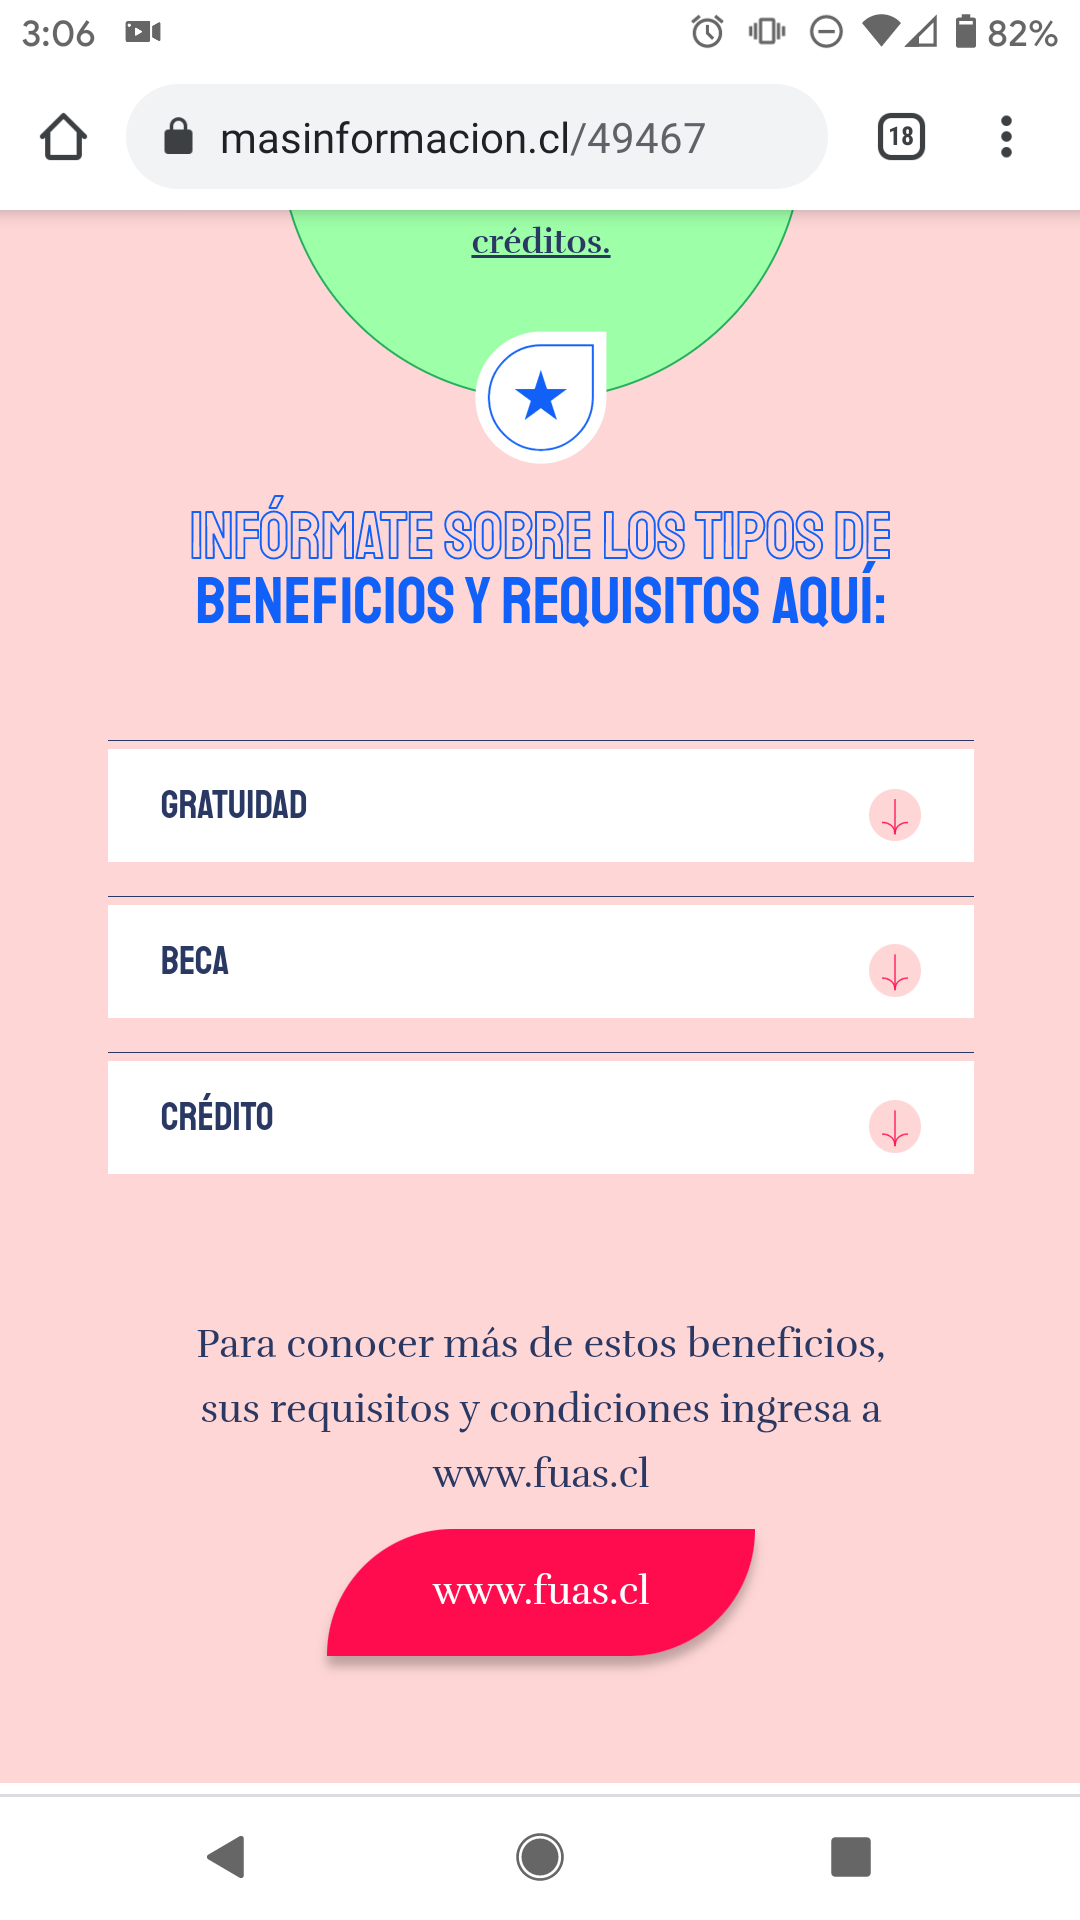 3:06
82%
masinformacion.cl/49467
18
créditos.
INFÓRMATE SOBRE LOS TIPOS DE
BENEFICIOS Y REQUISITOS AQUÍ:
GRATUIDAD
BECA
CRÉDITO
Para conocer más de estos beneficios,
sus requisitos y condiciones ingresa a
www.fuas.cl
www.fuas.cl